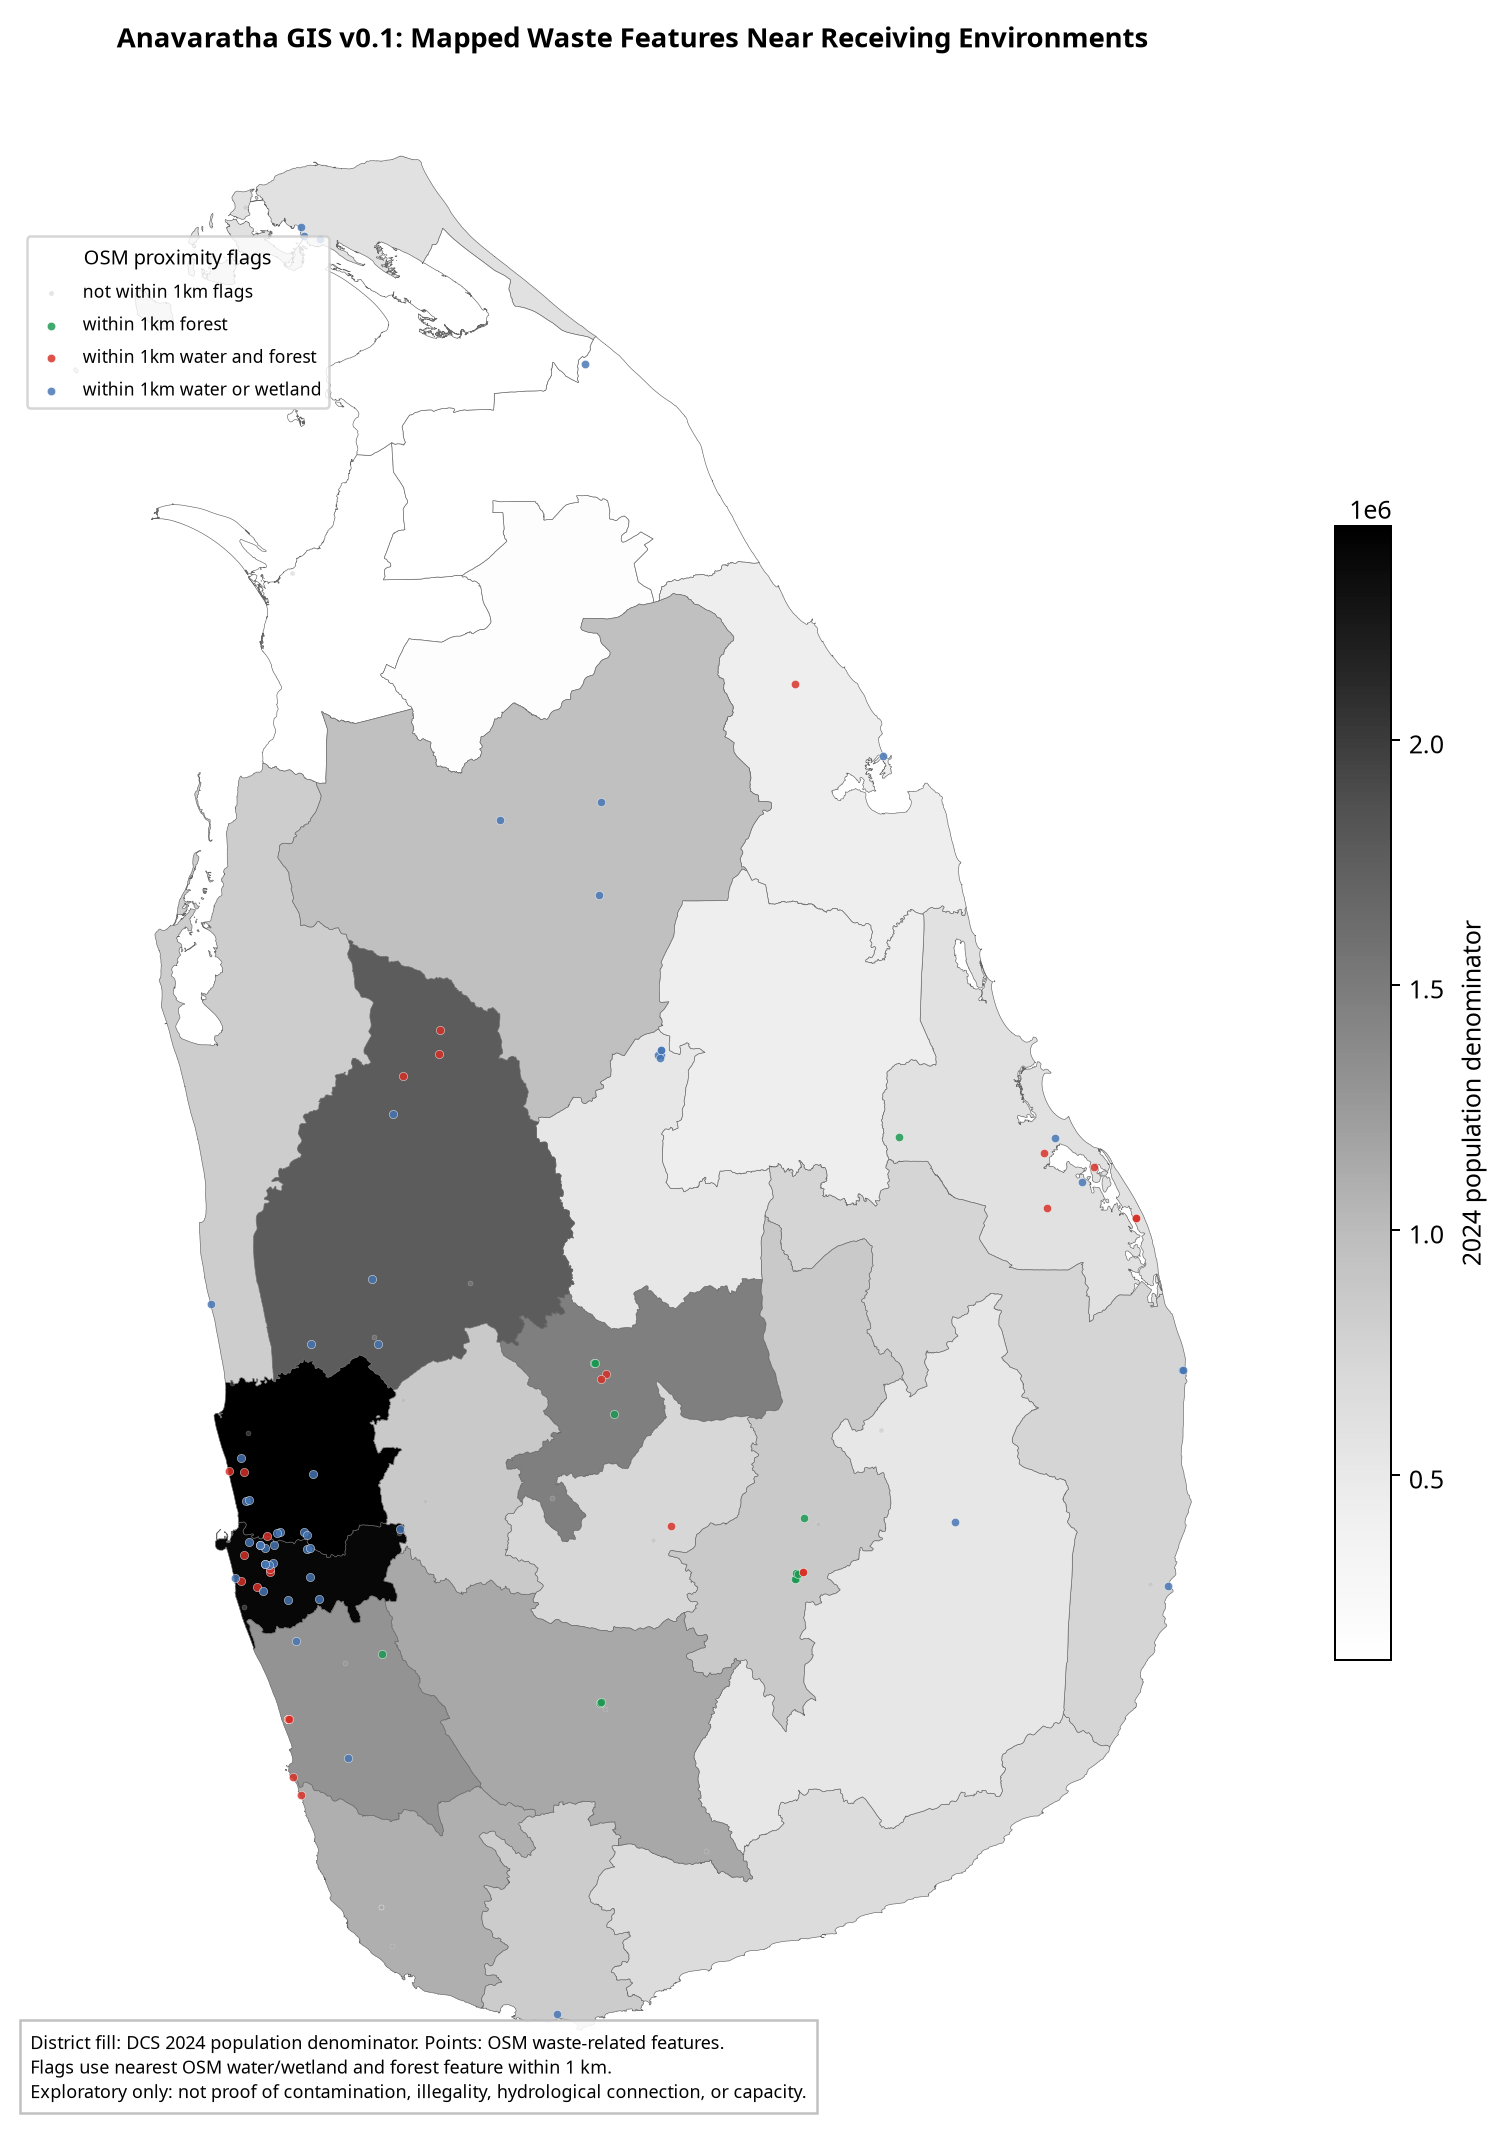 Anavaratha GIS v0.1: Mapped Waste Features Near Receiving Environments
OSM proximity flags
not within 1km flags
within 1km forest
within 1km water and forest
within 1km water or wetland
1e6
2.0
1.5
1.0
0.5
2024 population denominator
District fill: DCS 2024 population denominator. Points: OSM waste-related features.
Flags use nearest OSM water/wetland and forest feature within 1 km.
Exploratory only: not proof of contamination, illegality, hydrological connection, or capacity.